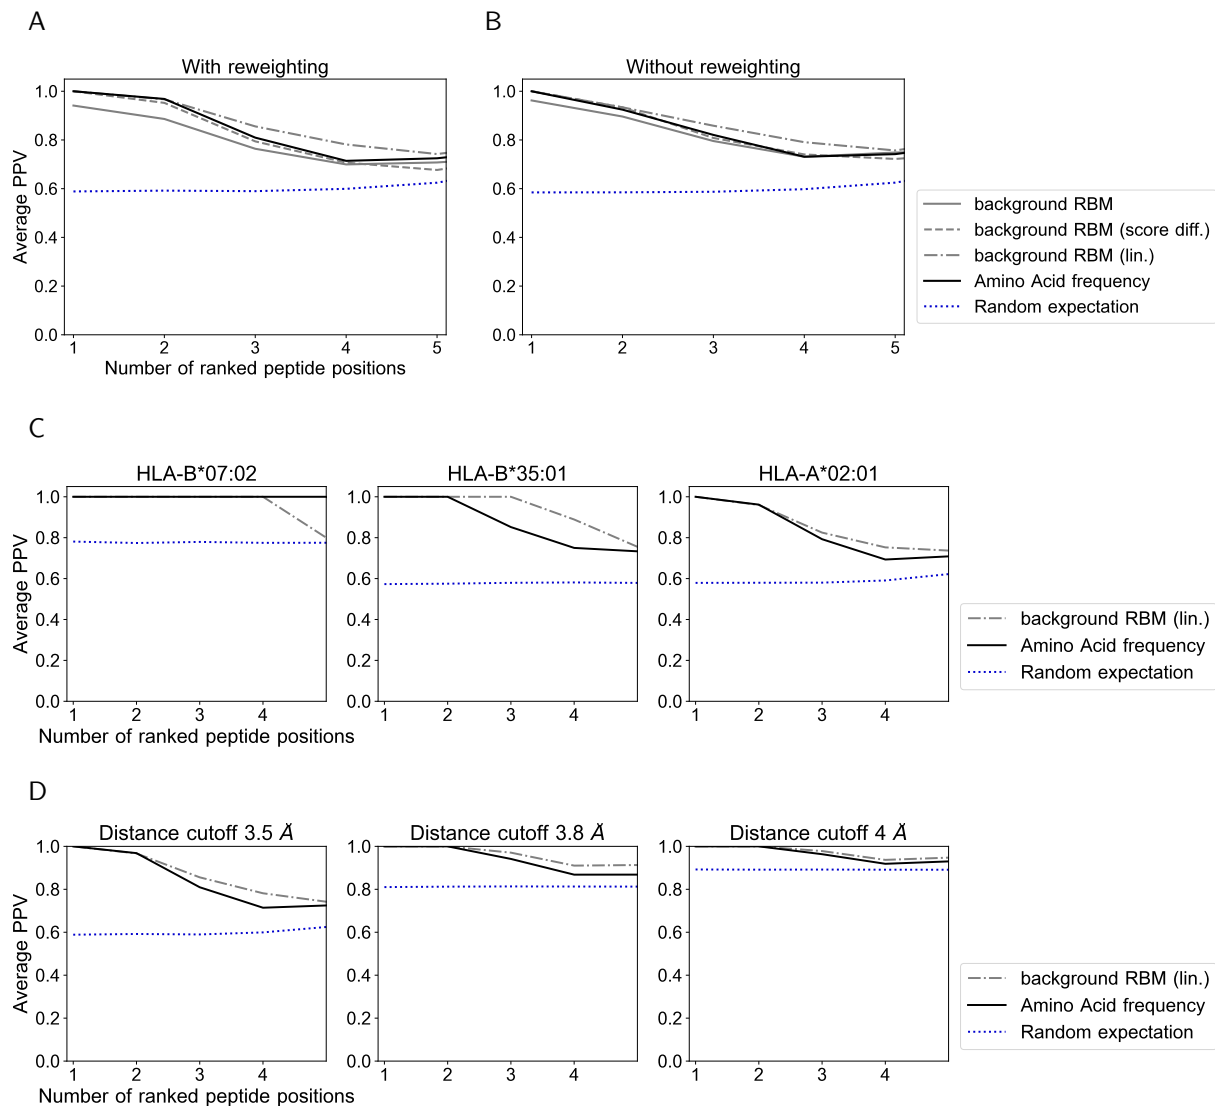 A
B
With reweighting
Without reweighting
Average PPV
1.0
0.8
0.6
0.4
0.2
0.0
1 2 3 4 5
Number of ranked peptide positions
1.0
0.8
0.6
0.4
0.2
0.0
1 2 3 4 5
background RBM
background RBM (score diff.)
background RBM (lin.)
Amino Acid frequency
Random expectation
C
HLA-B*07:02
HLA-B*35:01
HLA-A*02:01
Average PPV
1.0
0.8
0.6
0.4
0.2
0.0
1 2 3 4
Number of ranked peptide positions
1.0
0.8
0.6
0.4
0.2
0.0
1 2 3 4
1.0
0.8
0.6
0.4
0.2
0.0
1 2 3 4
background RBM (lin.)
Amino Acid frequency
Random expectation
D
Distance cutoff 3.5 Ǎ
Distance cutoff 3.8 Ǎ
Distance cutoff 4 Ǎ
Average PPV
1.0
0.8
0.6
0.4
0.2
0.0
1 2 3 4
Number of ranked peptide positions
1.0
0.8
0.6
0.4
0.2
0.0
1 2 3 4
1.0
0.8
0.6
0.4
0.2
0.0
1 2 3 4
background RBM (lin.)
Amino Acid frequency
Random expectation